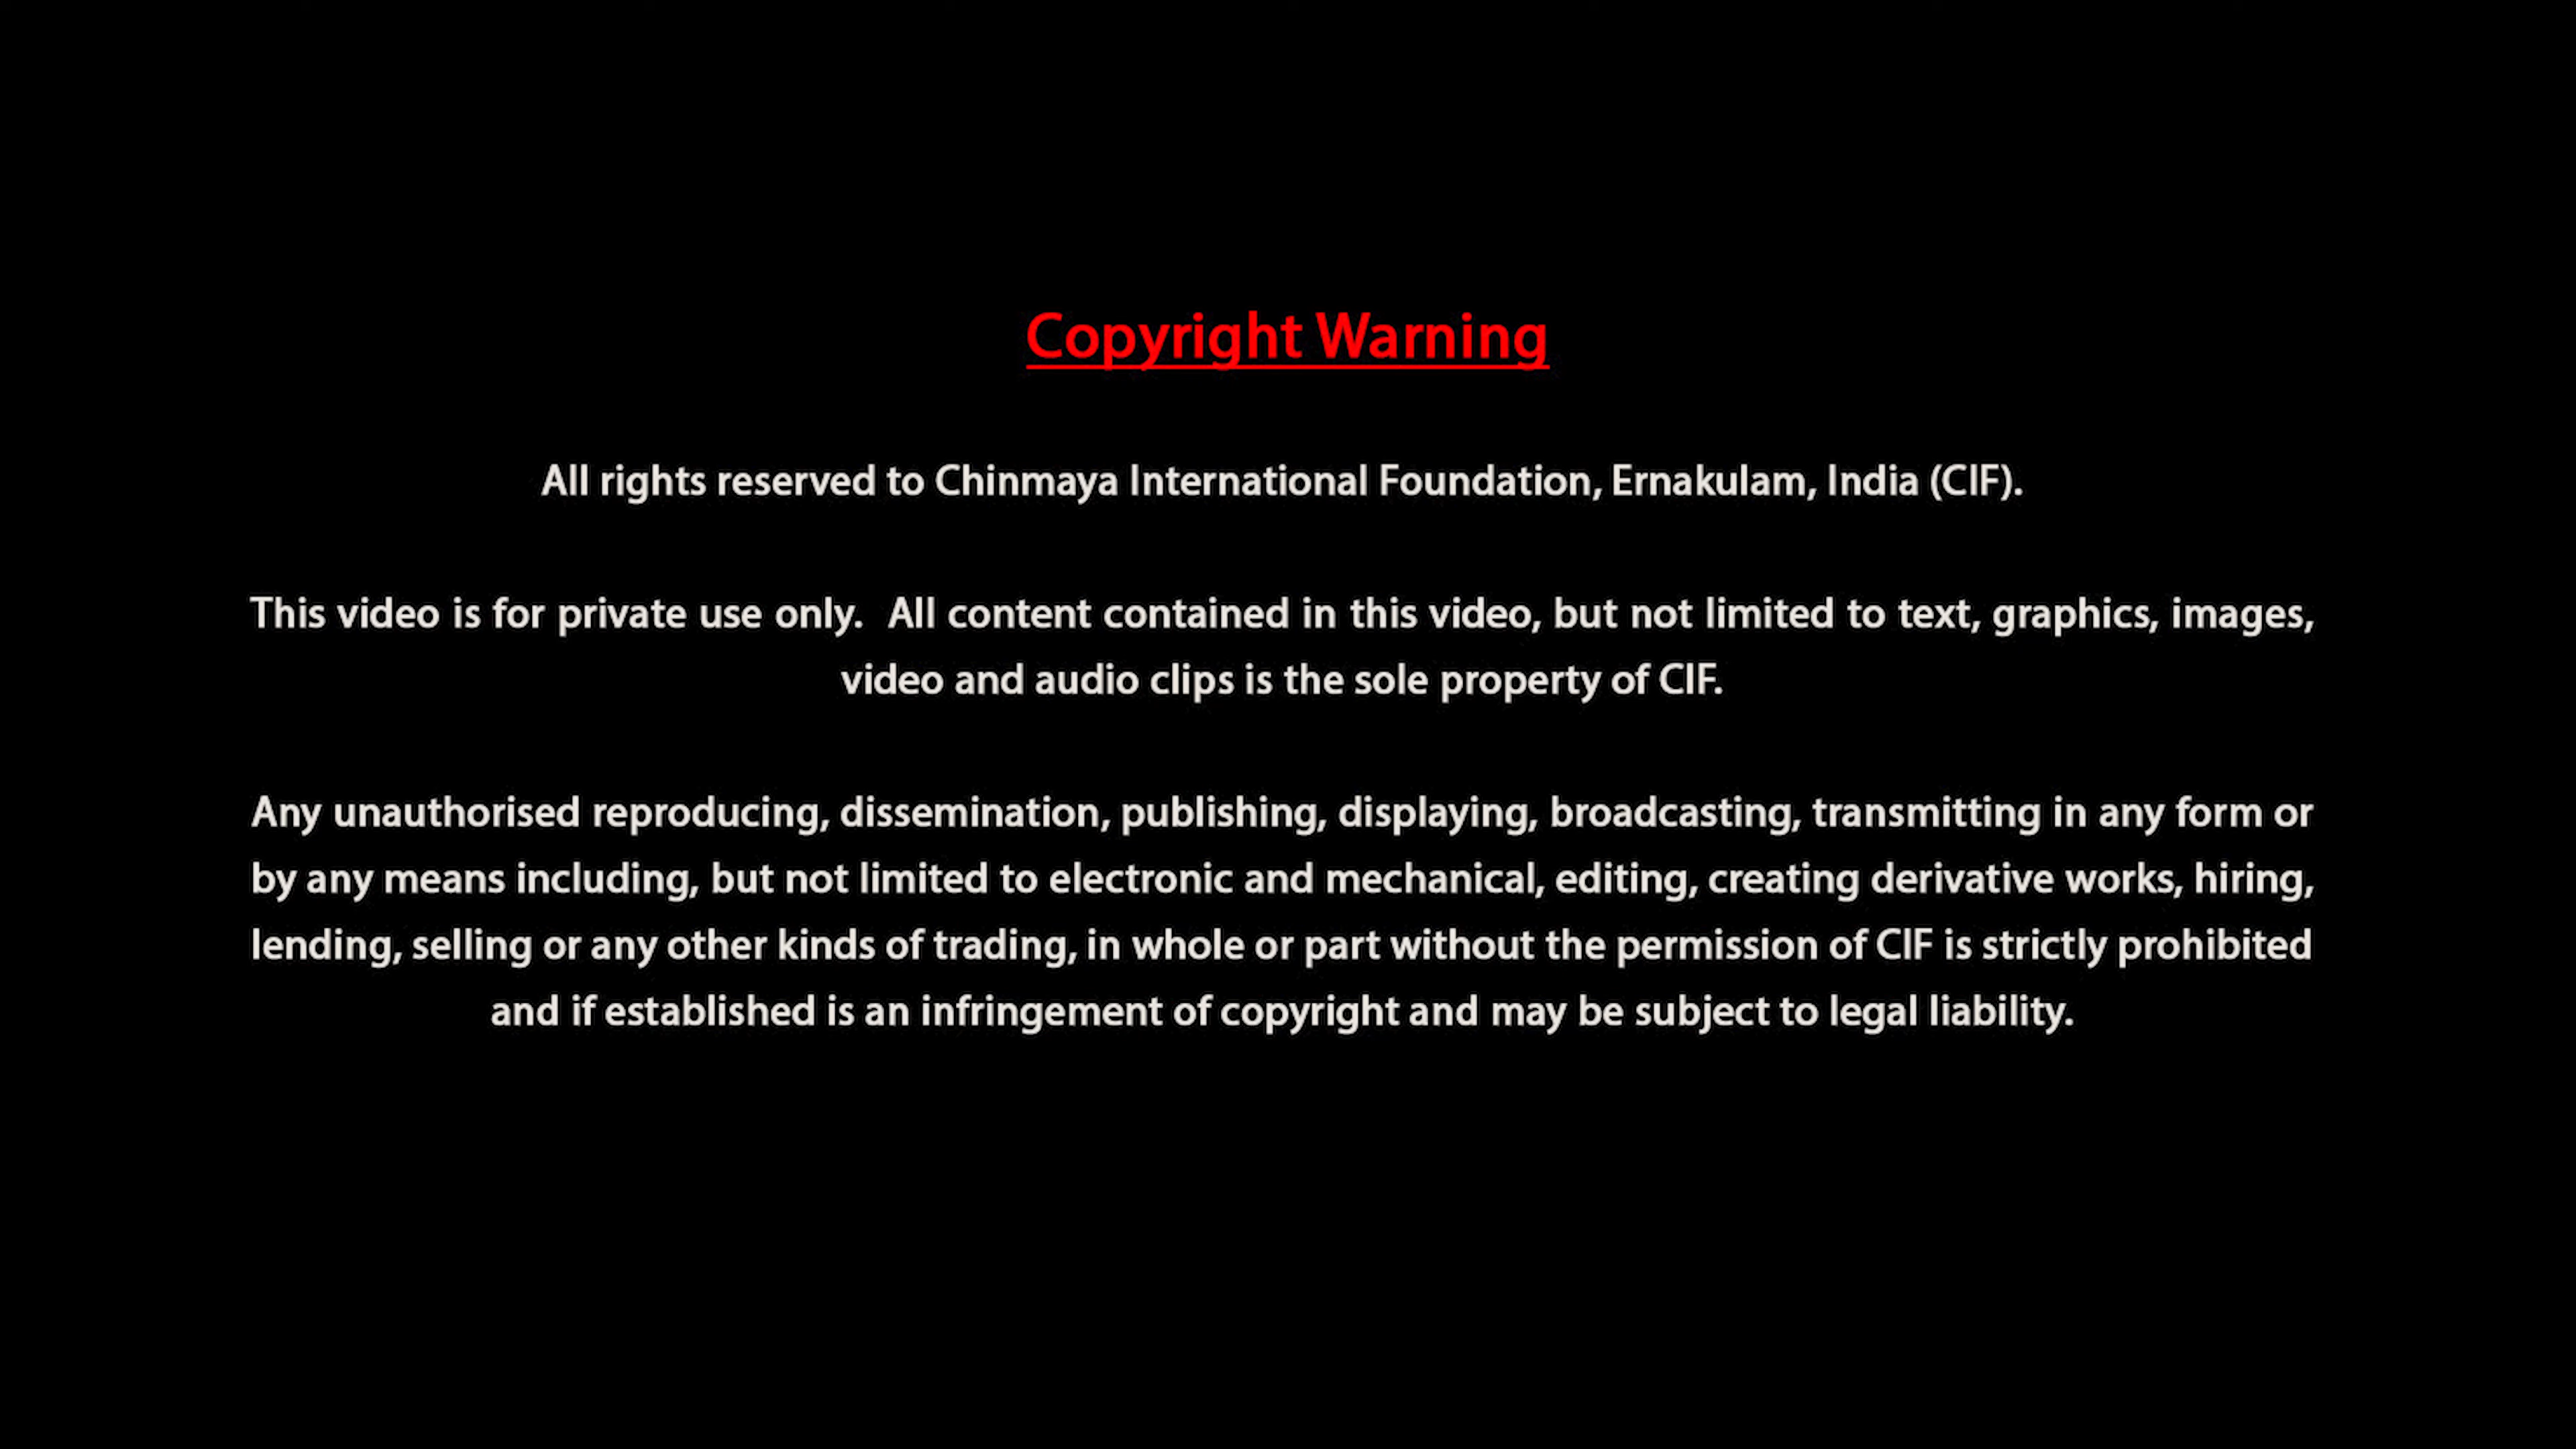 Copyright Warning
All rights reserved to Chinmaya International Foundation, Ernakulam, India (CIF).
This video is for private use only.  All content contained in this video, but not limited to text, graphics, images,
video and audio clips is the sole property of CIF.
Any unauthorised reproducing, dissemination, publishing, displaying, broadcasting, transmitting in any form or
by any means including, but not limited to electronic and mechanical, editing, creating derivative works, hiring,
lending, selling or any other kinds of trading, in whole or part without the permission of CIF is strictly prohibited
and if established is an infringement of copyright and may be subject to legal liability.